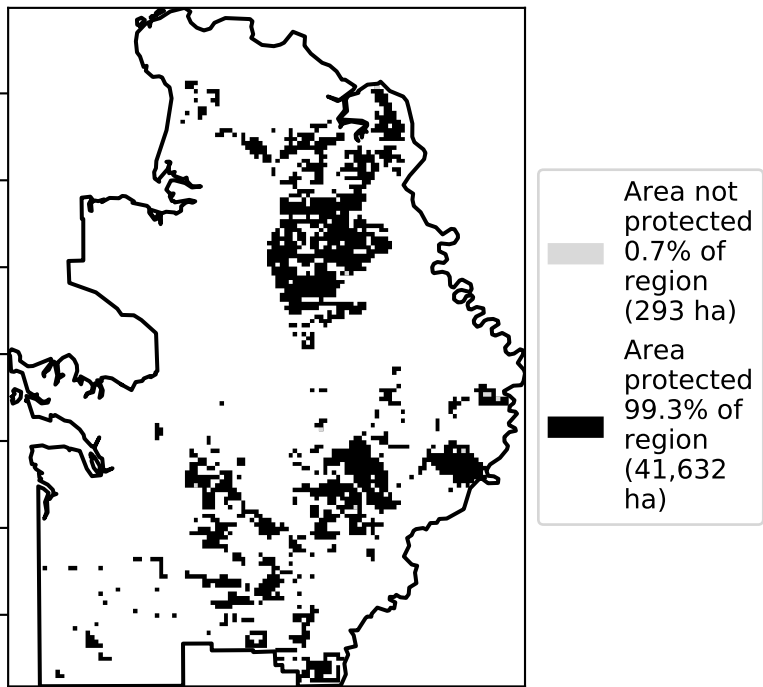 Area not
protected
0.7% of
region
(293 ha)
Area
protected
99.3% of
region
(41,632
ha)